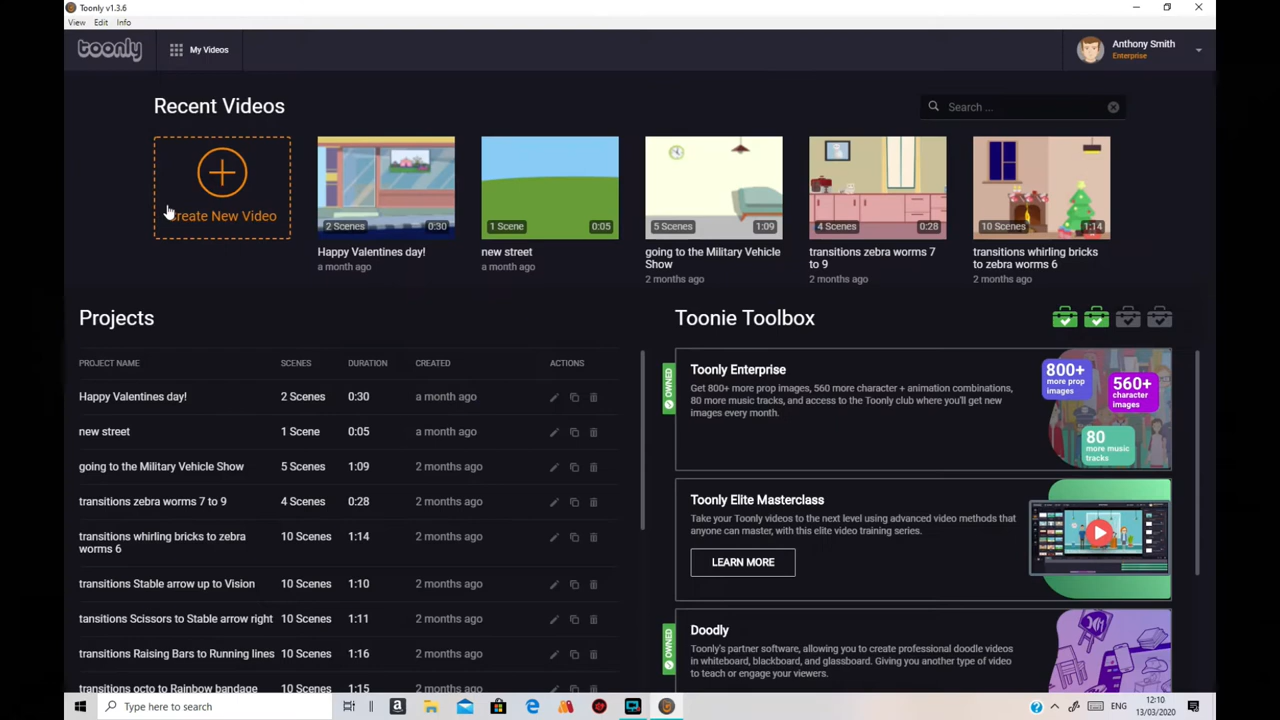 Toonly v1.3.6
View Edit Info
toonly
My Videos
Anthony Smith
Enterprise
Recent Videos
Search ...
Create New Video
2 Scenes 0:30
Happy Valentines day!
a month ago
1 Scene 0:05
new street
a month ago
5 Scenes 1:09
going to the Military Vehicle
Show
2 months ago
4 Scenes 0:28
transitions zebra worms 7
to 9
2 months ago
10 Scenes 1:14
transitions whirling bricks
to zebra worms 6
2 months ago
Projects
PROJECT NAME SCENES DURATION CREATED ACTIONS
Happy Valentines day! 2 Scenes 0:30 a month ago
new street 1 Scene 0:05 a month ago
going to the Military Vehicle Show 5 Scenes 1:09 2 months ago
transitions zebra worms 7 to 9 4 Scenes 0:28 2 months ago
transitions whirling bricks to zebra
worms 6
10 Scenes 1:14 2 months ago
transitions Stable arrow up to Vision 10 Scenes 1:10 2 months ago
tansitions Scissors to Stable arrow right 10 Scenes 1:11 2 months ago
transitions Raising Bars to Running lines 10 Scenes 1:16 2 months ago
transitions octo to Rainbow bandage 10 Scenes 1:15 2 months ago
Toonie Toolbox
OWNED
Toonly Enterprise
Get 800+ more prop images, 560 more character + animation combinations,
80 more music tracks, and access to the Toonly club where you'll get new
images every month.
800+
more prop
images
560+
character
images
80
more music
tracks
Toonly Elite Masterclass
Take your Toonly videos to the next level using advanced video methods that
anyone can master, with this elite video training series.
LEARN MORE
OWNED
Doodly
Toonly's partner software, allowing you to create professional doodle videos
in whiteboard, blackboard, and glassboard. Giving you another type of video
to teach or engage your viewers.
Type here to search
ENG
12:10
13/03/2020